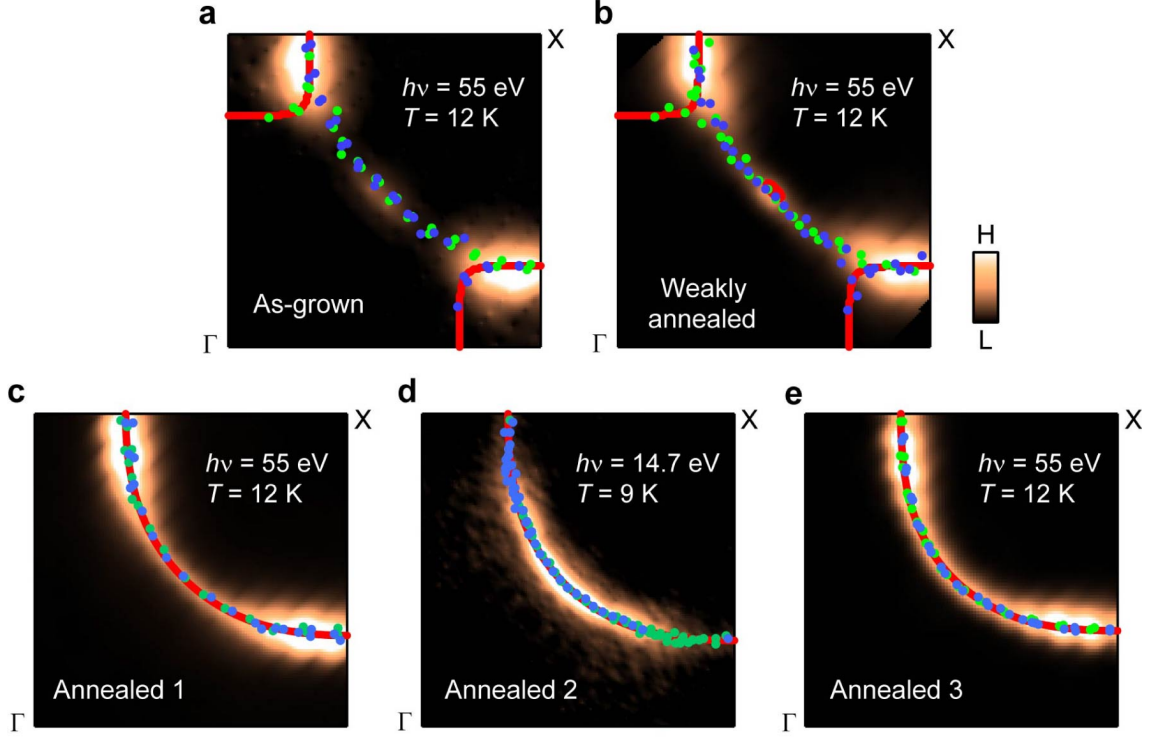 a
X
hν = 55 eV
T = 12 K
As-grown
Γ
b
X
hν = 55 eV
T = 12 K
Weakly
annealed
Γ
H
L
c
X
hν = 55 eV
T = 12 K
Annealed 1
Γ
d
X
hν = 14.7 eV
T = 9 K
Annealed 2
Γ
e
X
hν = 55 eV
T = 12 K
Annealed 3
Γ